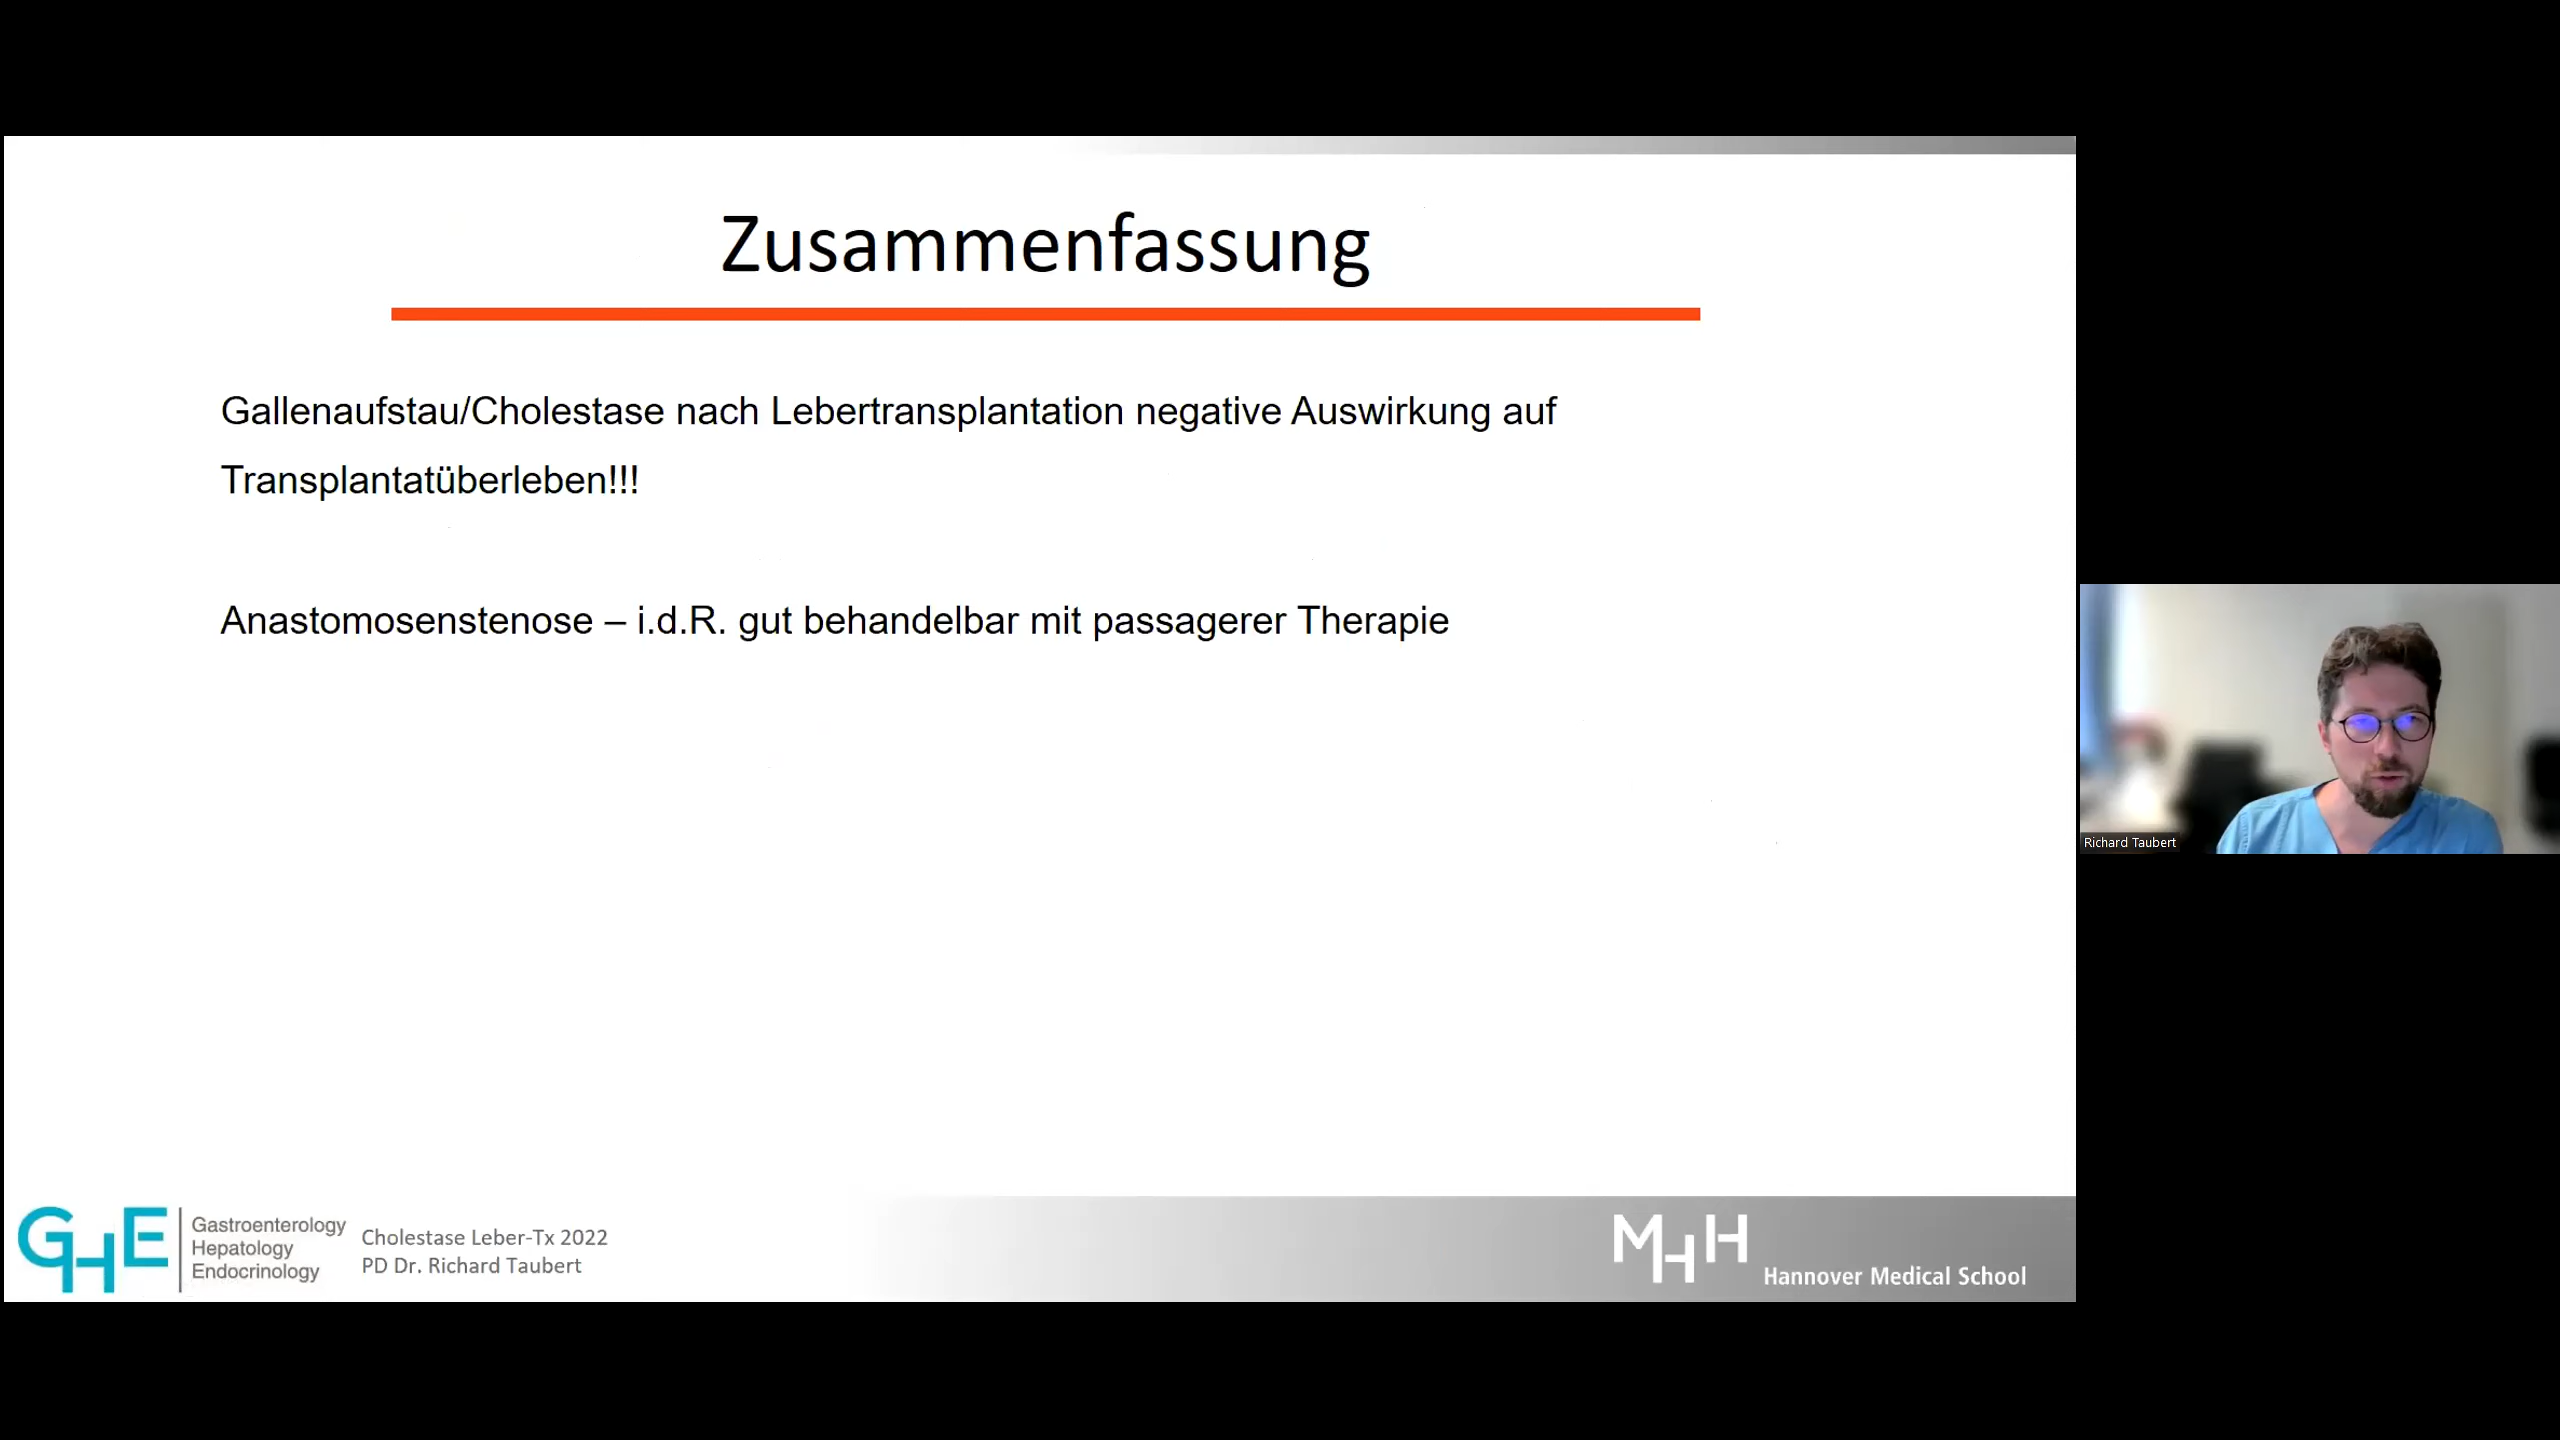 Zusammenfassung
Gallenaufstau/Cholestase nach Lebertransplantation negative Auswirkung auf
Transplantatüberleben!!!
Anastomosenstenose – i.d.R. gut behandelbar mit passagerer Therapie
Richard Taubert
GHE
Gastroenterology
Hepatology
Endocrinology
Cholestase Leber-Tx 2022
PD Dr. Richard Taubert
MHH
Hannover Medical School